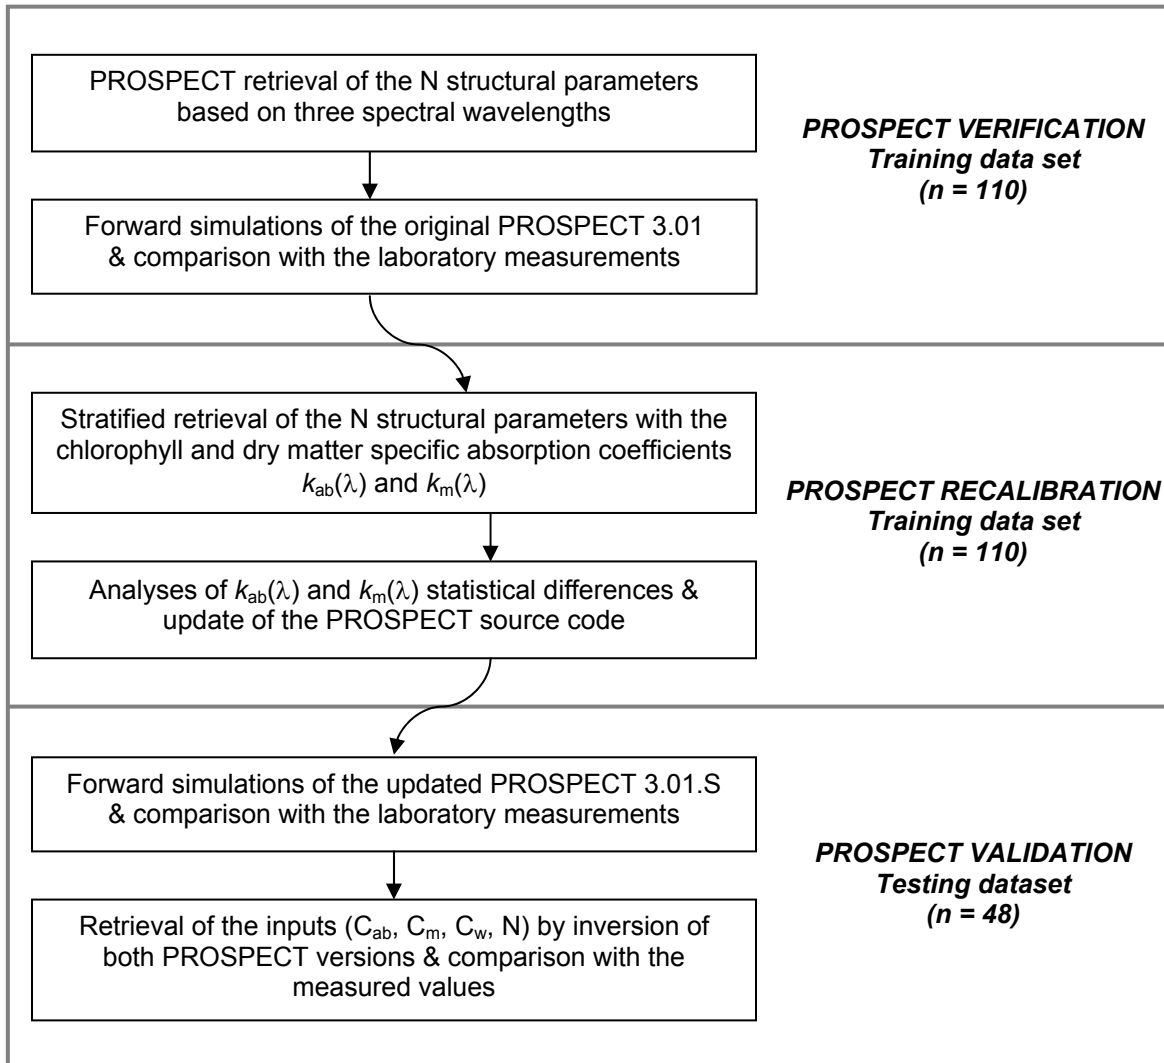 PROSPECT retrieval of the N structural parameters
based on three spectral wavelengths
PROSPECT VERIFICATION
Training data set
(n = 110)
Forward simulations of the original PROSPECT 3.01
& comparison with the laboratory measurements
Stratified retrieval of the N structural parameters with the
chlorophyll and dry matter specific absorption coefficients
kab(λ) and km(λ)
PROSPECT RECALIBRATION
Training data set
(n = 110)
Analyses of kab(λ) and km(λ) statistical differences &
update of the PROSPECT source code
Forward simulations of the updated PROSPECT 3.01.S
& comparison with the laboratory measurements
PROSPECT VALIDATION
Testing dataset
(n = 48)
Retrieval of the inputs (Cab, Cm, Cw, N) by inversion of
both PROSPECT versions & comparison with the
measured values